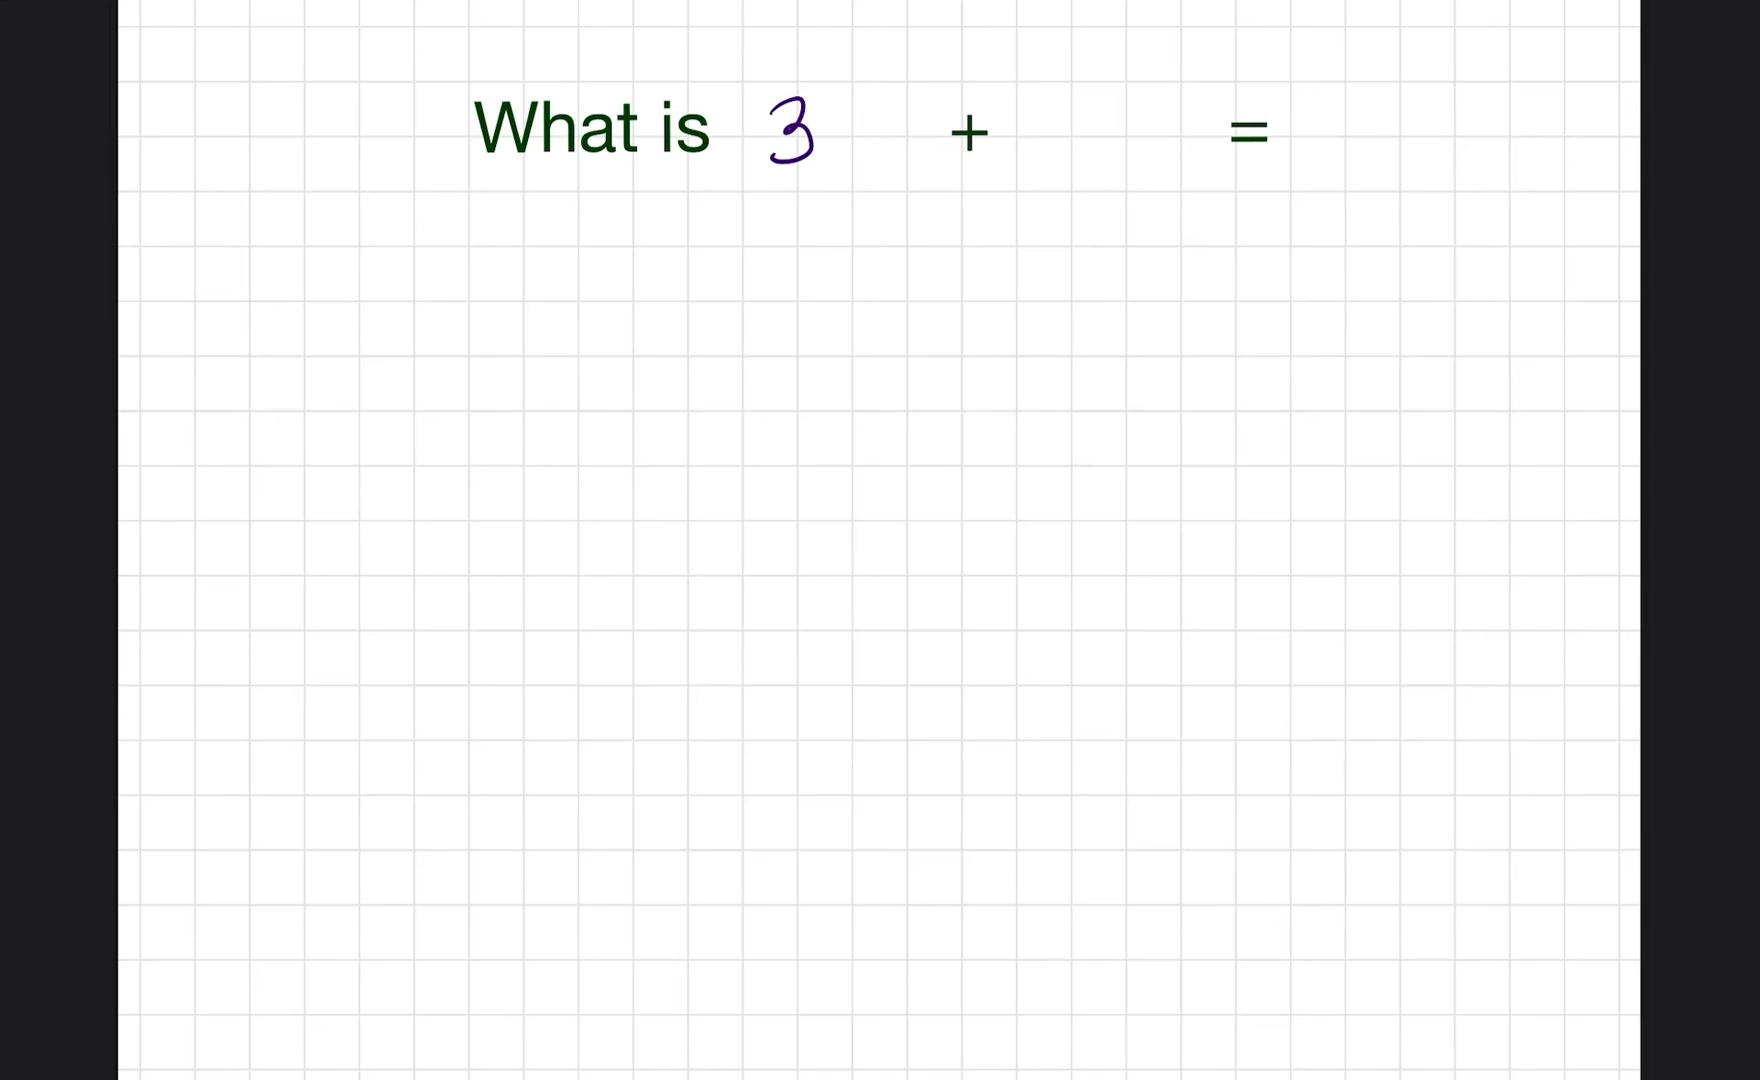 What is 3 + =